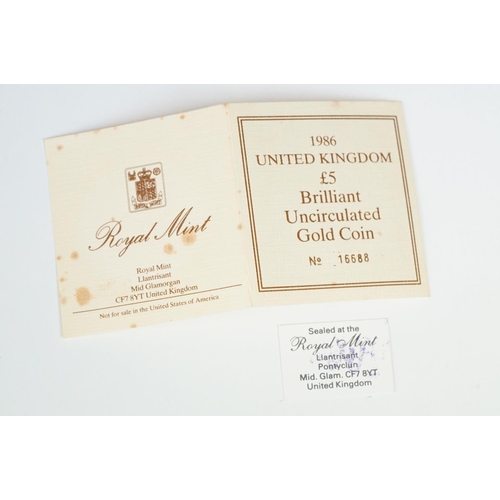 Royal Mint
Royal Mint
Llantrisant
Mid Glamorgan
CF7 8YT United Kingdom
Not for sale in the United States of America
1986
UNITED KINGDOM
£5
Brilliant
Uncirculated
Gold Coin
No 16688
Sealed at the
Royal Mint
Llantrisant
Pontyclun
Mid. Glam. CF7 8YT
United Kingdom